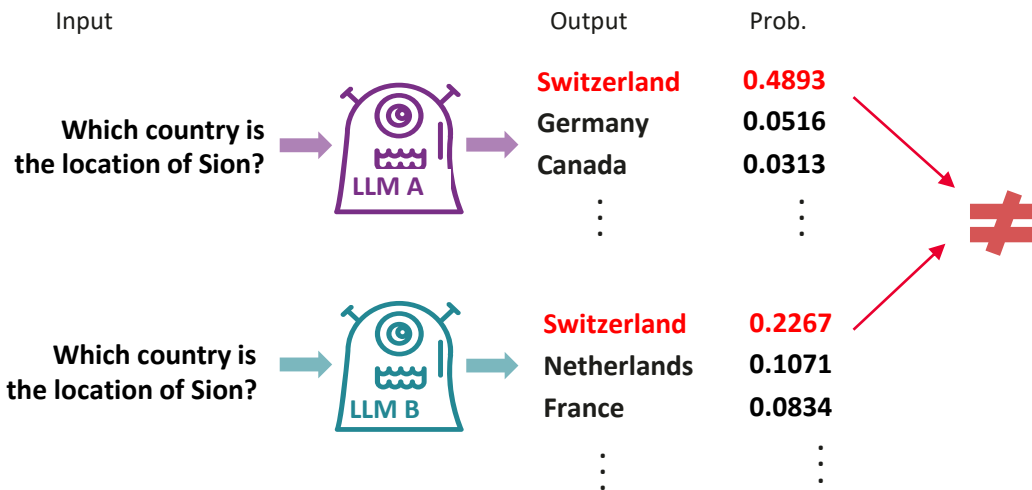 Input Output Prob.
Switzerland 0.4893
Which country is
the location of Sion?
LLM A
Germany 0.0516
Canada 0.0313
⋮ ⋮
≠
Switzerland 0.2267
Which country is
the location of Sion?
LLM B
Netherlands 0.1071
France 0.0834
⋮ ⋮